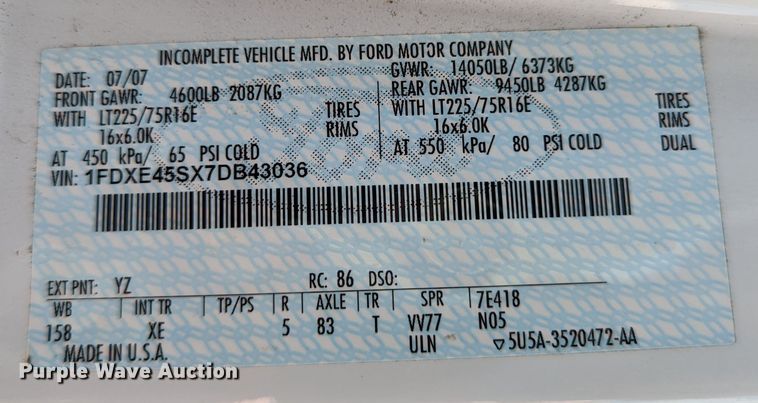 INCOMPLETE VEHICLE MFD. BY FORD MOTOR COMPANY
DATE: 07/07 GVWR: 14050LB/ 6373KG
FRONT GAWR: 4600LB 2087KG REAR GAWR: 9450LB 4287KG
WITH LT225/75R16E TIRES WITH LT225/75R16E TIRES
16x6.0K RIMS 16x6.0K RIMS
AT 450 kPa/ 65 PSI COLD AT 550 kPa/ 80 PSI COLD DUAL
VIN: 1FDXE45SX7DB43036
EXT PNT: YZ RC: 86 DSO:
WB INT TR TP/PS R AXLE TR SPR 7E418
158 XE 5 83 T VV77 N05
MADE IN U.S.A. ULN ▽5U5A-3520472-AA
Purple Wave Auction